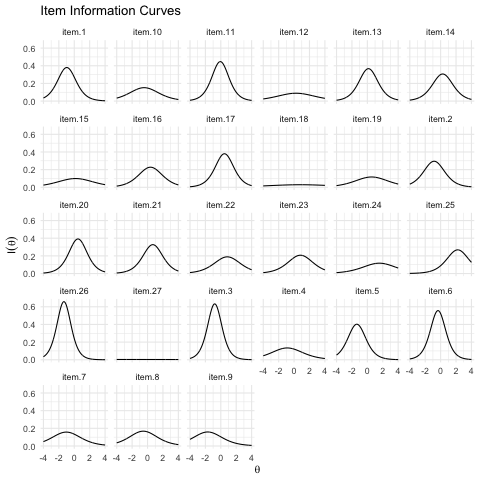 Item Information Curves
item.1 item.10 item.11 item.12 item.13 item.14
0.6
0.4
0.2
0.0
item.15 item.16 item.17 item.18 item.19 item.2
0.6
0.4
0.2
0.0
item.20 item.21 item.22 item.23 item.24 item.25
0.6
0.4
0.2
0.0
I(θ)
item.26 item.27 item.3 item.4 item.5 item.6
0.6
0.4
0.2
0.0
-4 -2 0 2 4 -4 -2 0 2 4 -4 -2 0 2 4
item.7 item.8 item.9
0.6
0.4
0.2
0.0
-4 -2 0 2 4 -4 -2 0 2 4 -4 -2 0 2 4
θ